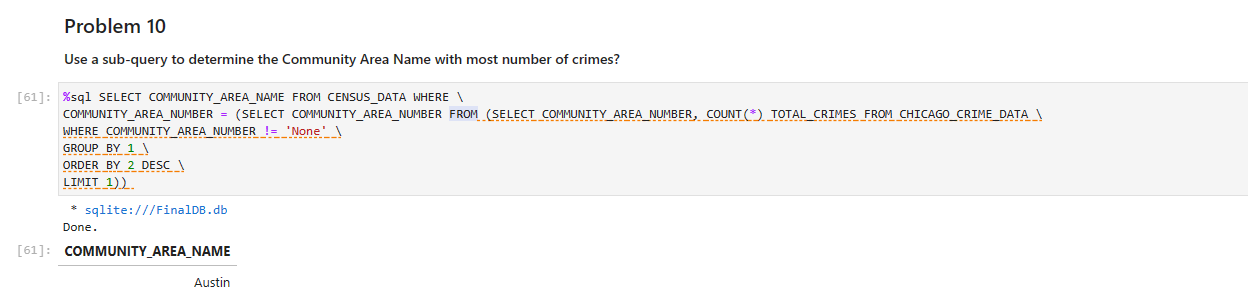 Problem 10
Use a sub-query to determine the Community Area Name with most number of crimes?
[61]: %sql SELECT COMMUNITY_AREA_NAME FROM CENSUS_DATA WHERE \
COMMUNITY_AREA_NUMBER = (SELECT COMMUNITY_AREA_NUMBER FROM (SELECT COMMUNITY_AREA_NUMBER, COUNT(*) TOTAL_CRIMES FROM CHICAGO_CRIME_DATA \
WHERE COMMUNITY_AREA_NUMBER != 'None' \
GROUP BY 1 \
ORDER BY 2 DESC \
LIMIT 1))
* sqlite:///FinalDB.db
Done.
[61]: COMMUNITY_AREA_NAME
Austin